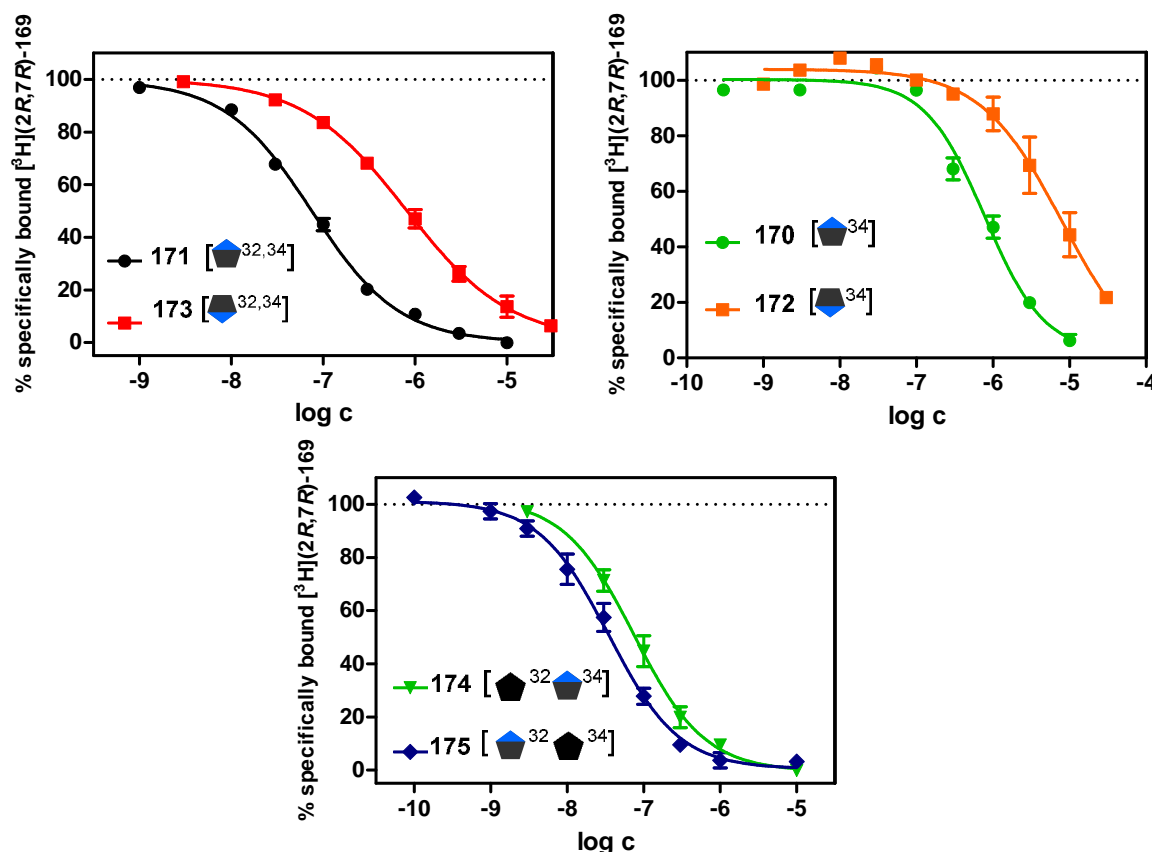 % specifically bound [³H](2R,7R)-169
100
80
60
40
20
0
171 [ 32,34]
173 [ 32,34]
-9 -8 -7 -6 -5
log c
% specifically bound [³H](2R,7R)-169
100
80
60
40
20
0
170 [ 34]
172 [ 34]
-10 -9 -8 -7 -6 -5 -4
log c
% specifically bound [³H](2R,7R)-169
100
80
60
40
20
0
174 [ 32 34]
175 [ 32 34]
-10 -9 -8 -7 -6 -5
log c